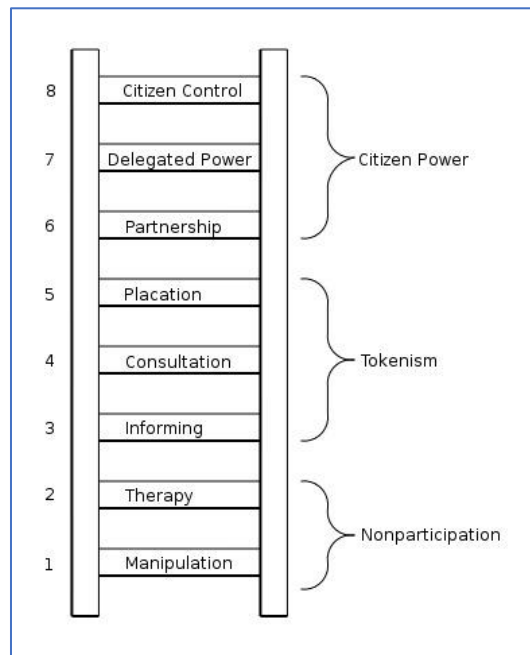 8 Citizen Control
7 Delegated Power
Citizen Power
6 Partnership
5 Placation
4 Consultation
Tokenism
3 Informing
2 Therapy
Nonparticipation
1 Manipulation